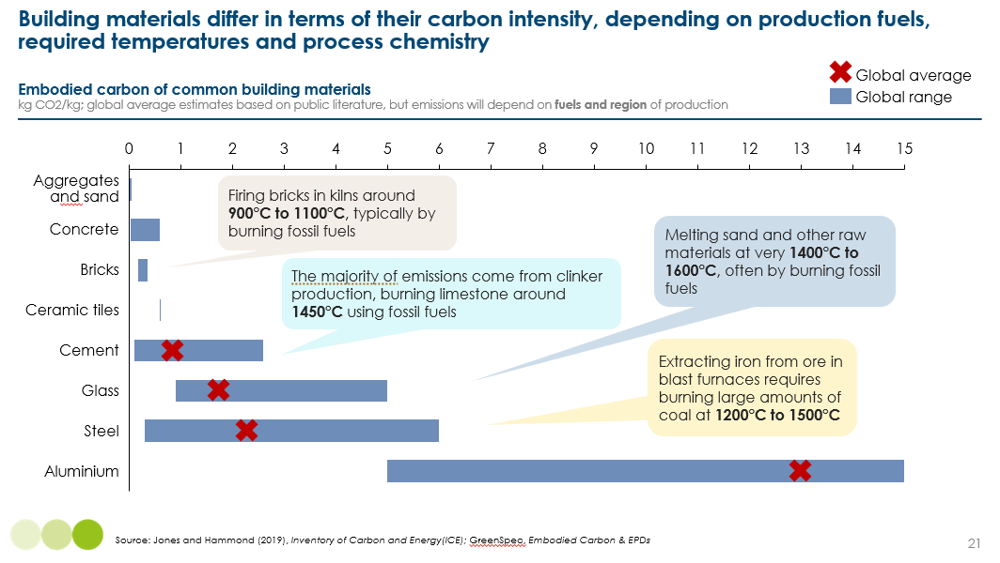 Building materials differ in terms of their carbon intensity, depending on production fuels,
required temperatures and process chemistry
Global average
Global range
Embodied carbon of common building materials
kg CO2/kg; global average estimates based on public literature, but emissions will depend on fuels and region of production
0 1 2 3 4 5 6 7 8 9 10 11 12 13 14 15
Aggregates
and sand
Concrete
Bricks
Ceramic tiles
Cement
Glass
Steel
Aluminium
Firing bricks in kilns around
900°C to 1100°C, typically by
burning fossil fuels
The majority of emissions come from clinker
production, burning limestone around
1450°C using fossil fuels
Melting sand and other raw
materials at very 1400°C to
1600°C, often by burning fossil
fuels
Extracting iron from ore in
blast furnaces requires
burning large amounts of
coal at 1200°C to 1500°C
Source: Jones and Hammond (2019), Inventory of Carbon and Energy(ICE); GreenSpec, Embodied Carbon & EPDs
21